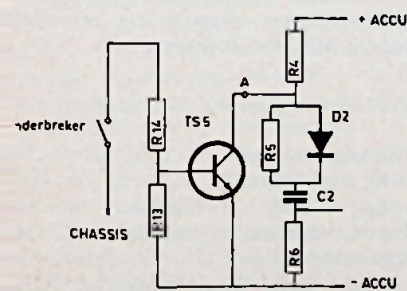 + ACCU
R4
A
D2
nderbreker
R14
TS5
R5
C2
CHASSIS
R13
R6
- ACCU